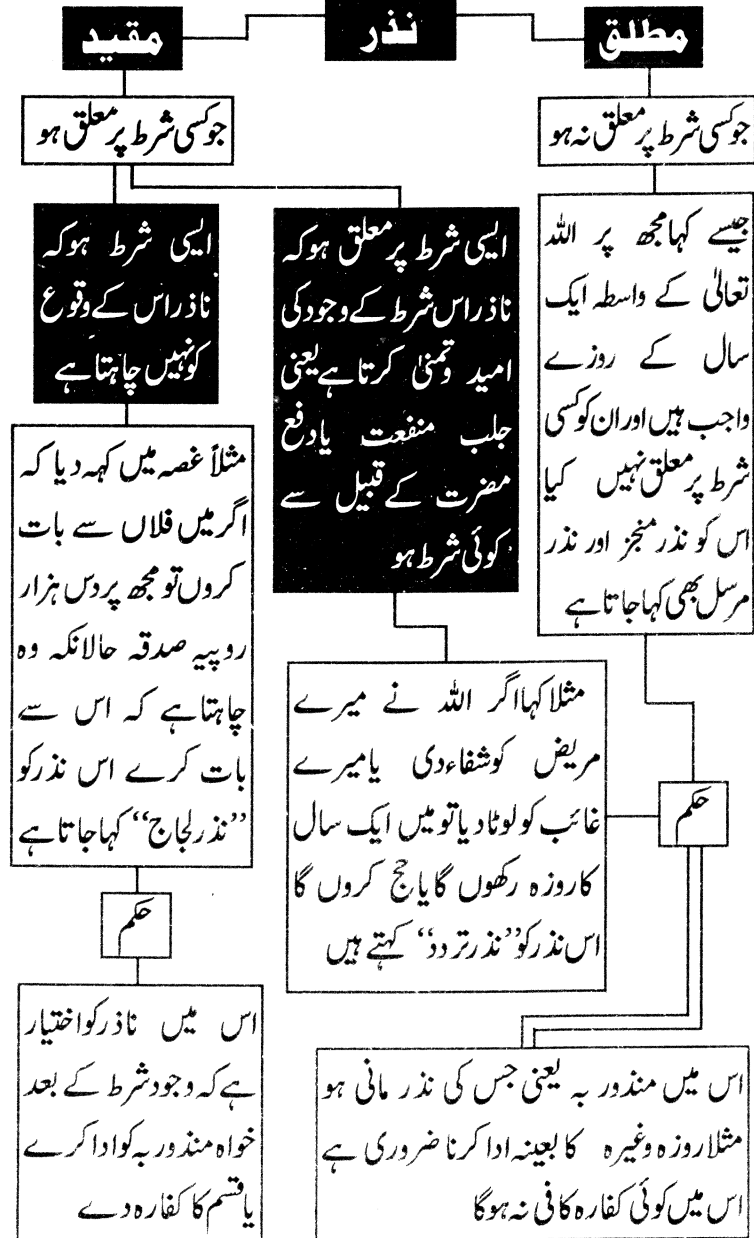 نذر
مطلق
جو کسی شرط پر معلق نہ ہو
جیسے کہا مجھ پر اللہ
تعالیٰ کے واسطہ ایک
سال کے روزے
واجب ہیں اور ان کو کسی
شرط پر معلق نہیں کیا
اس کو نذر منجز اور نذر
مرسل بھی کہا جاتا ہے
مقید
جو کسی شرط پر معلق ہو
ایسی شرط پر معلق ہو کہ
ناذر اس شرط کے وجود کی
امید وتمنیٰ کرتا ہے یعنی
جلب منفعت یا دفع
مضرت کے قبیل سے
کوئی شرط ہو
مثلا کہا اگر اللہ نے میرے
مریض کو شفاء دی یا میرے
غائب کو لوٹا دیا تو میں ایک سال
کا روزہ رکھوں گا یا حج کروں گا
اس نذر کو ”نذر تردد“ کہتے ہیں
حکم
اس میں منذور بہ یعنی جس کی نذر مانی ہو
مثلا روزہ وغیرہ کا بعینہ ادا کرنا ضروری ہے
اس میں کوئی کفارہ کافی نہ ہوگا
ایسی شرط ہو کہ
ناذر اس کے وقوع
کو نہیں چاہتا ہے
مثلاً غصہ میں کہہ دیا کہ
اگر میں فلاں سے بات
کروں تو مجھ پر دس ہزار
روپیہ صدقہ حالانکہ وہ
چاہتا ہے کہ اس سے
بات کرے اس نذر کو
”نذر لجاج“ کہا جاتا ہے
حکم
اس میں ناذر کو اختیار
ہے کہ وجود شرط کے بعد
خواہ منذور بہ کو ادا کرے
یا قسم کا کفارہ دے